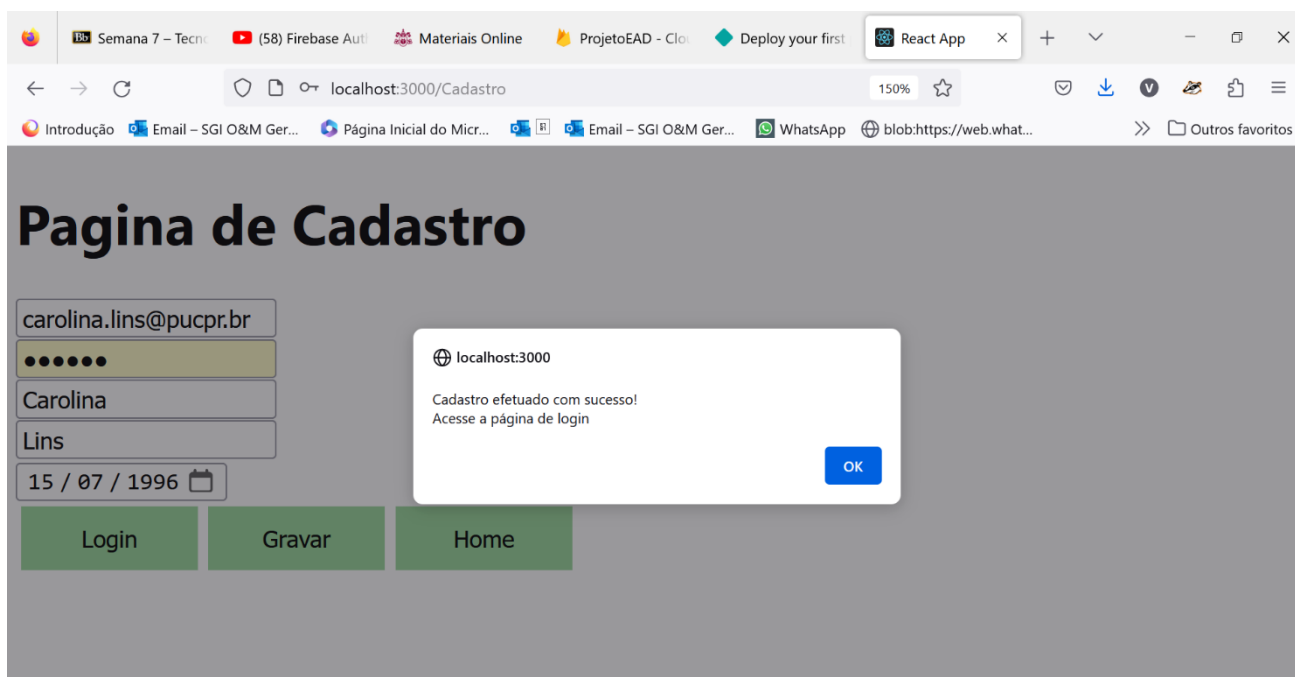 Semana 7 – Tecno
(58) Firebase Aut
Materiais Online
ProjetoEAD - Clou
Deploy your first
React App
localhost:3000/Cadastro
150%
V
Introdução
Email – SGI O&M Ger...
Página Inicial do Micr...
Email – SGI O&M Ger...
WhatsApp
blob:https://web.what...
Outros favoritos
Pagina de Cadastro
carolina.lins@pucpr.br
●●●●●●
Carolina
Lins
15 / 07 / 1996
Login
Gravar
Home
localhost:3000
Cadastro efetuado com sucesso!
Acesse a página de login
OK